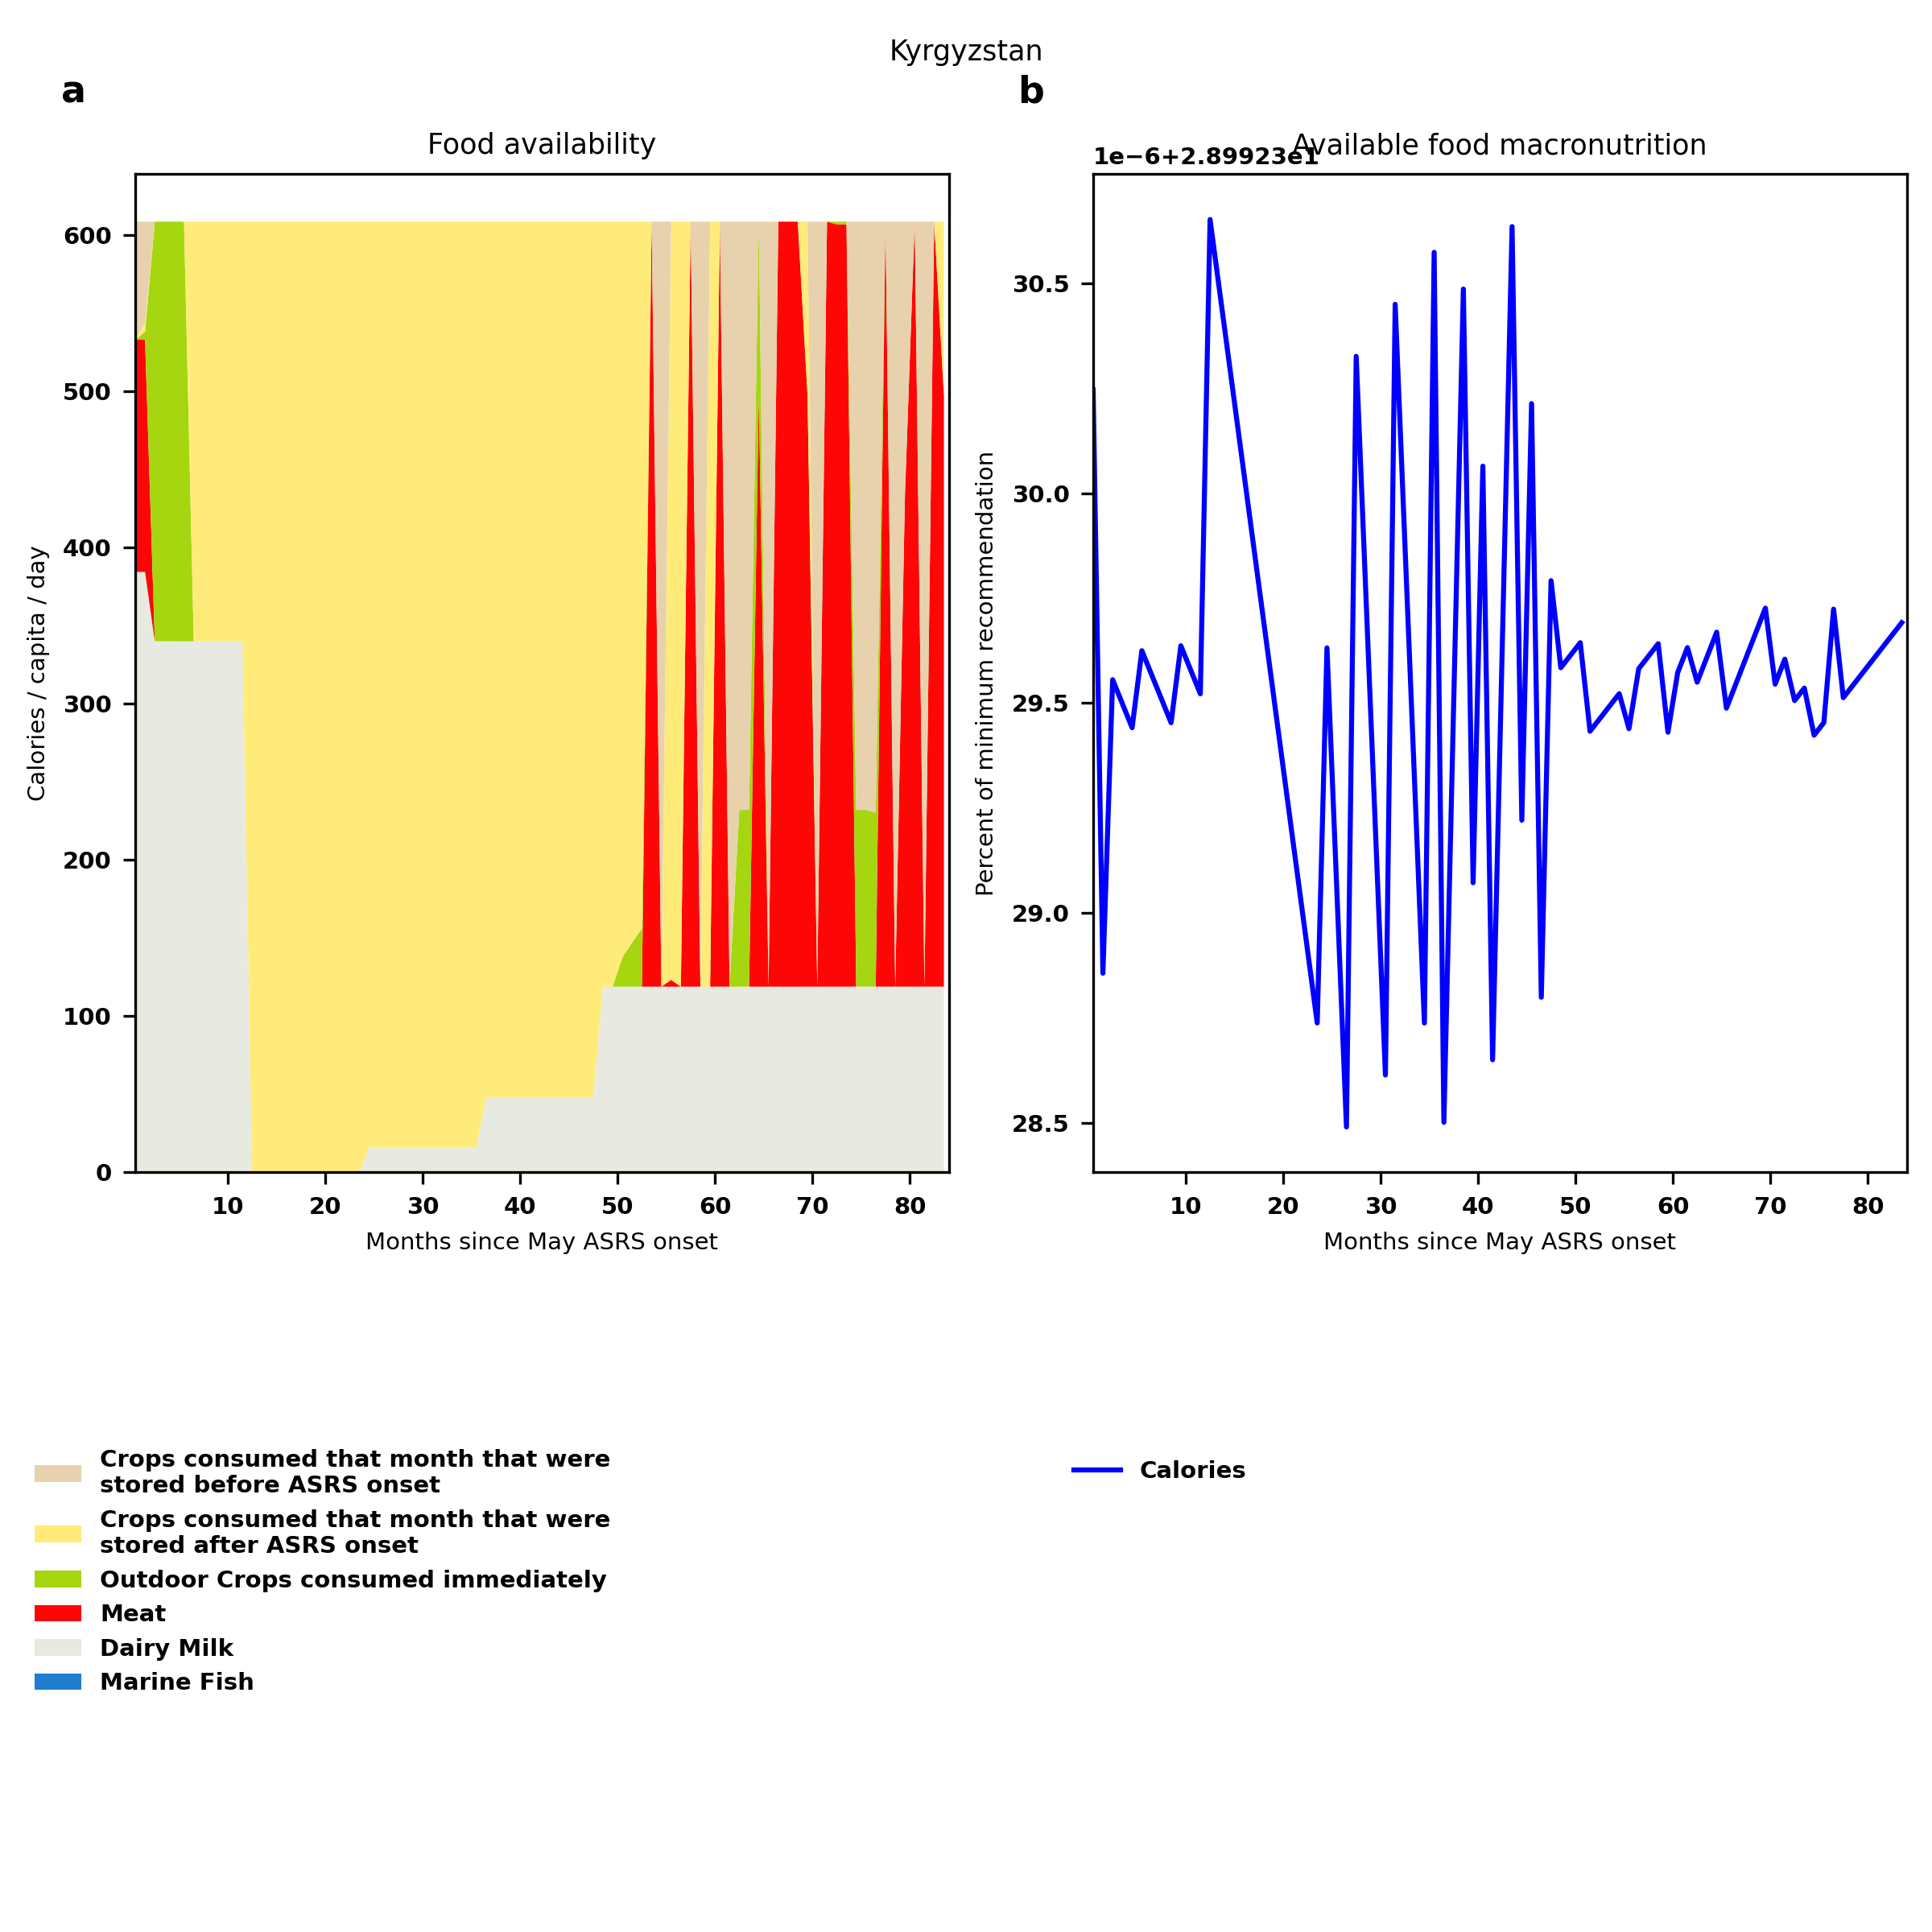 Kyrgyzstan
a
b
Food availability
Available food macronutrition
1e−6+2.89923e1
600
500
400
300
200
100
0
Calories / capita / day
10 20 30 40 50 60 70 80
Months since May ASRS onset
30.5
30.0
29.5
29.0
28.5
Percent of minimum recommendation
10 20 30 40 50 60 70 80
Months since May ASRS onset
Crops consumed that month that were
stored before ASRS onset
Crops consumed that month that were
stored after ASRS onset
Outdoor Crops consumed immediately
Meat
Dairy Milk
Marine Fish
Calories